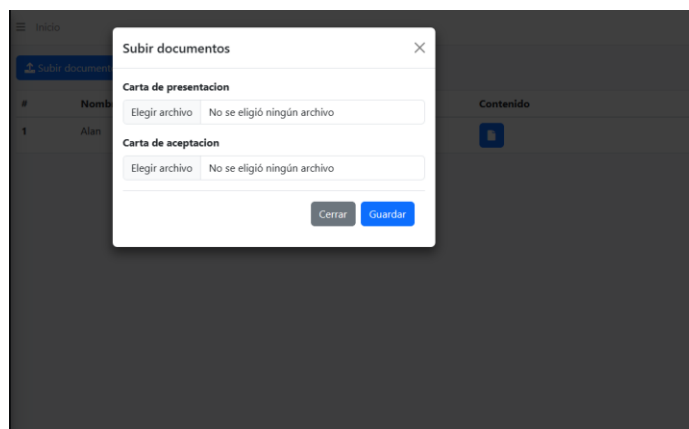 Inicio
Subir documentos
Subir document
Carta de presentacion
Elegir archivo No se eligió ningún archivo
# Nomb Contenido
1 Alan
Carta de aceptacion
Elegir archivo No se eligió ningún archivo
Cerrar Guardar